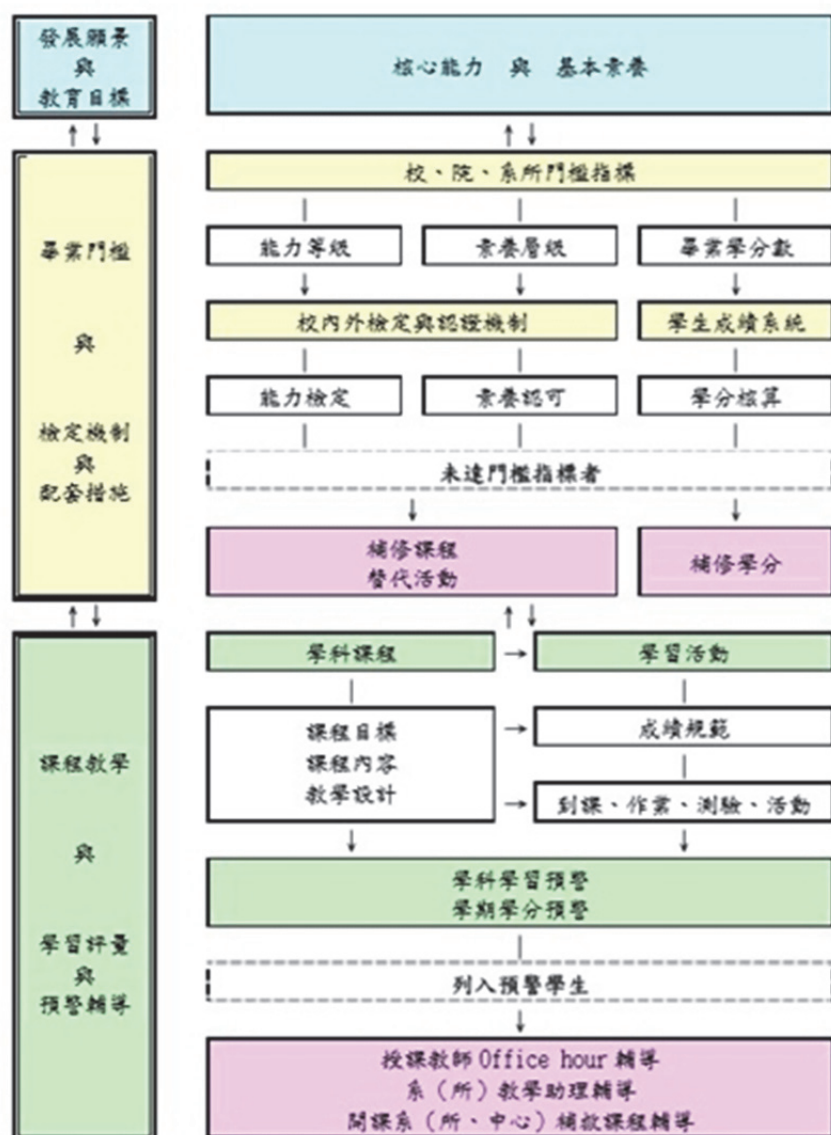 發展願景
與
教育目標
核心能力 與 基本素養
↑ ↓
↑ ↓
畢業門檻
與
檢定機制
與
配套措施
校、院、系所門檻指標
能力等級
素養層級
畢業學分數
校內外檢定與認證機制
學生成績系統
能力檢定
素養認可
學分核算
未達門檻指標者
補修課程
替代活動
補修學分
↑ ↓
↑ ↓
課程教學
與
學習評量
與
預警輔導
學科課程
→
學習活動
課程目標
課程內容
教學設計
→
成績規範
→
到課、作業、測驗、活動
學科學習預警
學期學分預警
列入預警學生
授課教師 Office hour 輔導
系（所）教學助理輔導
開課系（所、中心）補救課程輔導